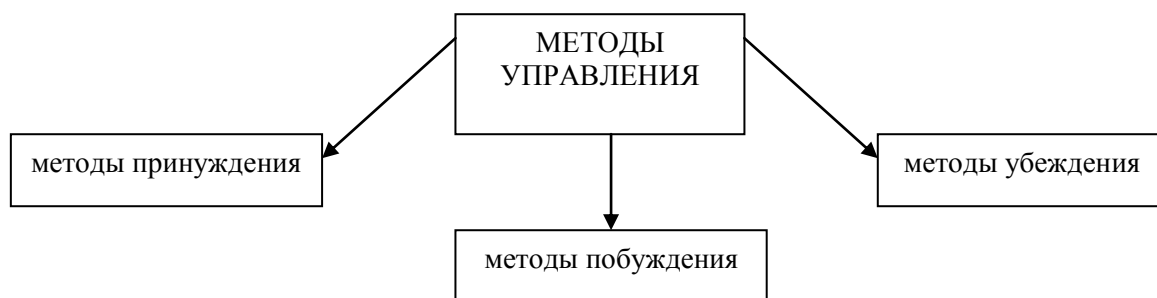 МЕТОДЫ
УПРАВЛЕНИЯ
методы принуждения
методы убеждения
методы побуждения